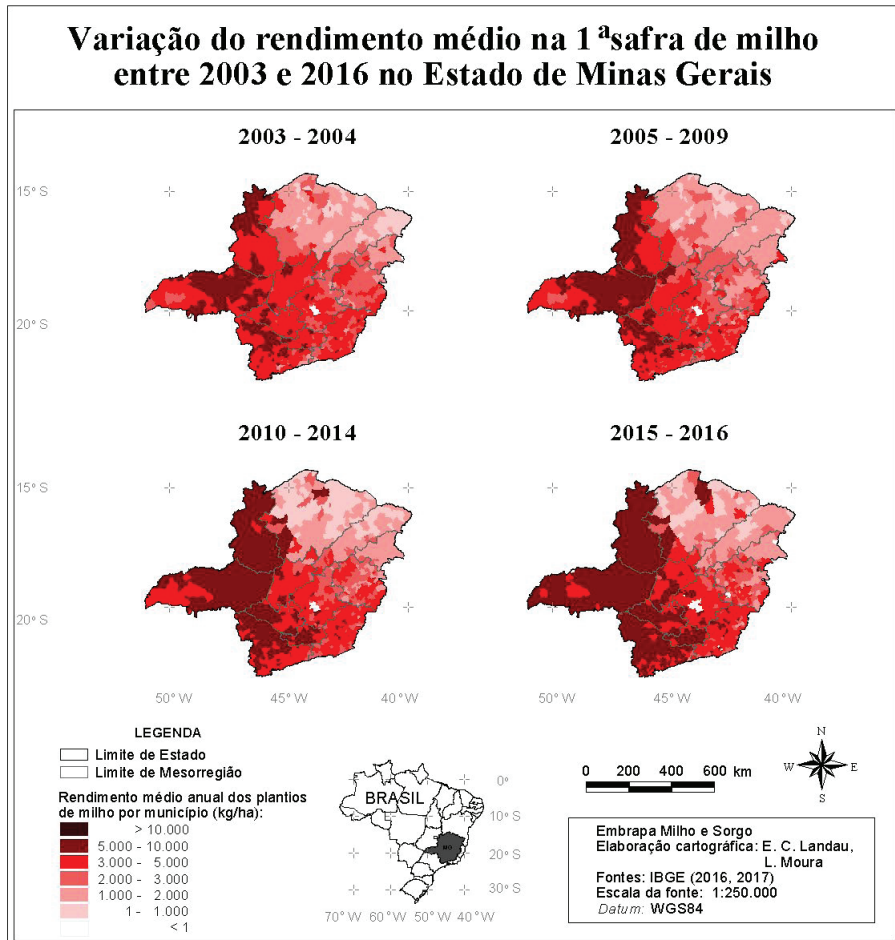 Variação do rendimento médio na 1ªsafra de milho
entre 2003 e 2016 no Estado de Minas Gerais
2003 - 2004
2005 - 2009
15° S
20° S
2010 - 2014
2015 - 2016
15° S
20° S
50° W
45° W
40° W
50° W
45° W
40° W
LEGENDA
Limite de Estado
Limite de Mesorregião
Rendimento médio anual dos plantios
de milho por município (kg/ha):
> 10.000
5.000 - 10.000
3.000 - 5.000
2.000 - 3.000
1.000 - 2.000
1 - 1.000
< 1
BRASIL
MG
0°
10° S
20° S
30° S
70° W
60° W
50° W
40° W
0 200 400 600 km
N
W
E
S
Embrapa Milho e Sorgo
Elaboração cartográfica: E. C. Landau,
L. Moura
Fontes: IBGE (2016, 2017)
Escala da fonte: 1:250.000
Datum: WGS84